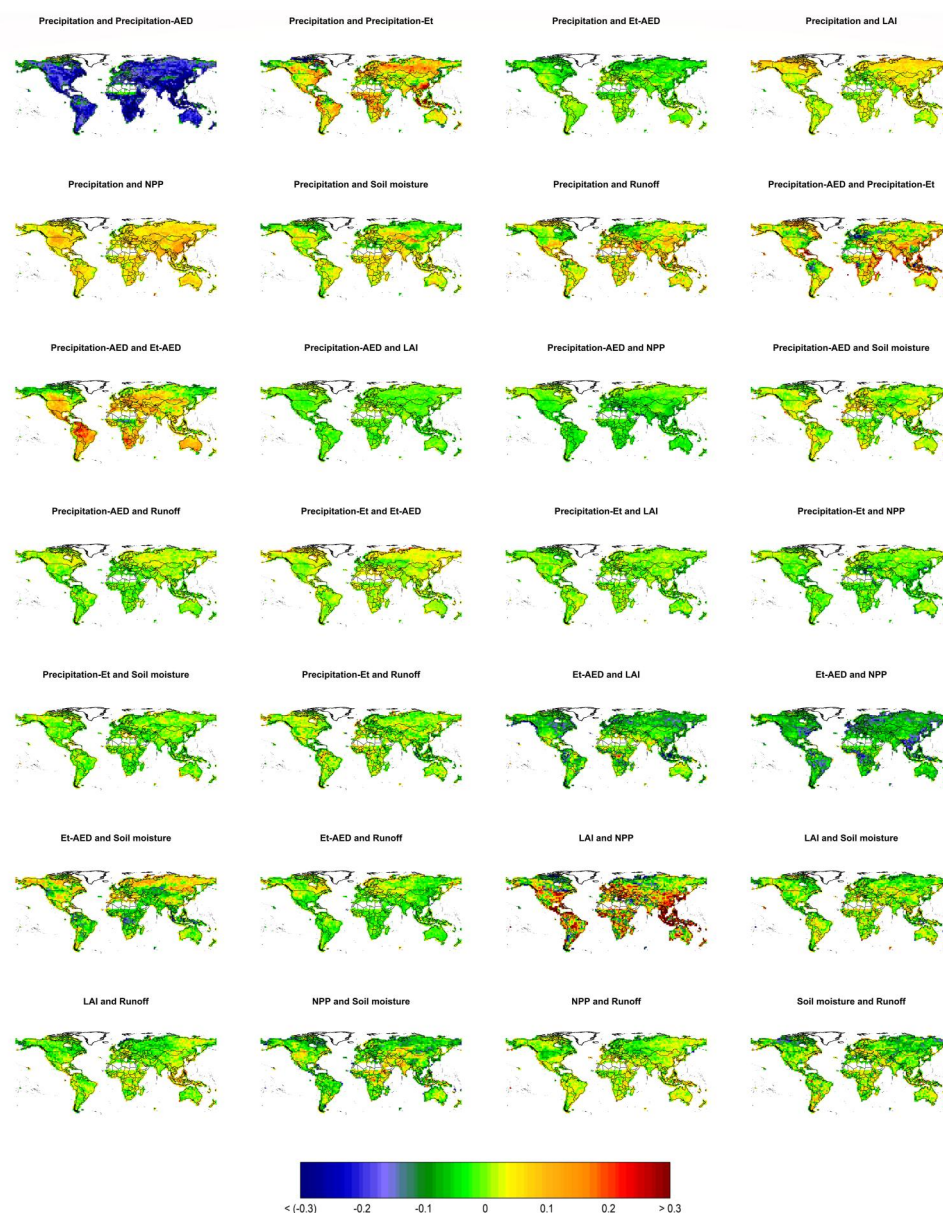 Precipitation and Precipitation-AED
Precipitation and Precipitation-Et
Precipitation and Et-AED
Precipitation and LAI
Precipitation and NPP
Precipitation and Soil moisture
Precipitation and Runoff
Precipitation-AED and Precipitation-Et
Precipitation-AED and Et-AED
Precipitation-AED and LAI
Precipitation-AED and NPP
Precipitation-AED and Soil moisture
Precipitation-AED and Runoff
Precipitation-Et and Et-AED
Precipitation-Et and LAI
Precipitation-Et and NPP
Precipitation-Et and Soil moisture
Precipitation-Et and Runoff
Et-AED and LAI
Et-AED and NPP
Et-AED and Soil moisture
Et-AED and Runoff
LAI and NPP
LAI and Soil moisture
LAI and Runoff
NPP and Soil moisture
NPP and Runoff
Soil moisture and Runoff
< (-0.3) -0.2 -0.1 0 0.1 0.2 > 0.3